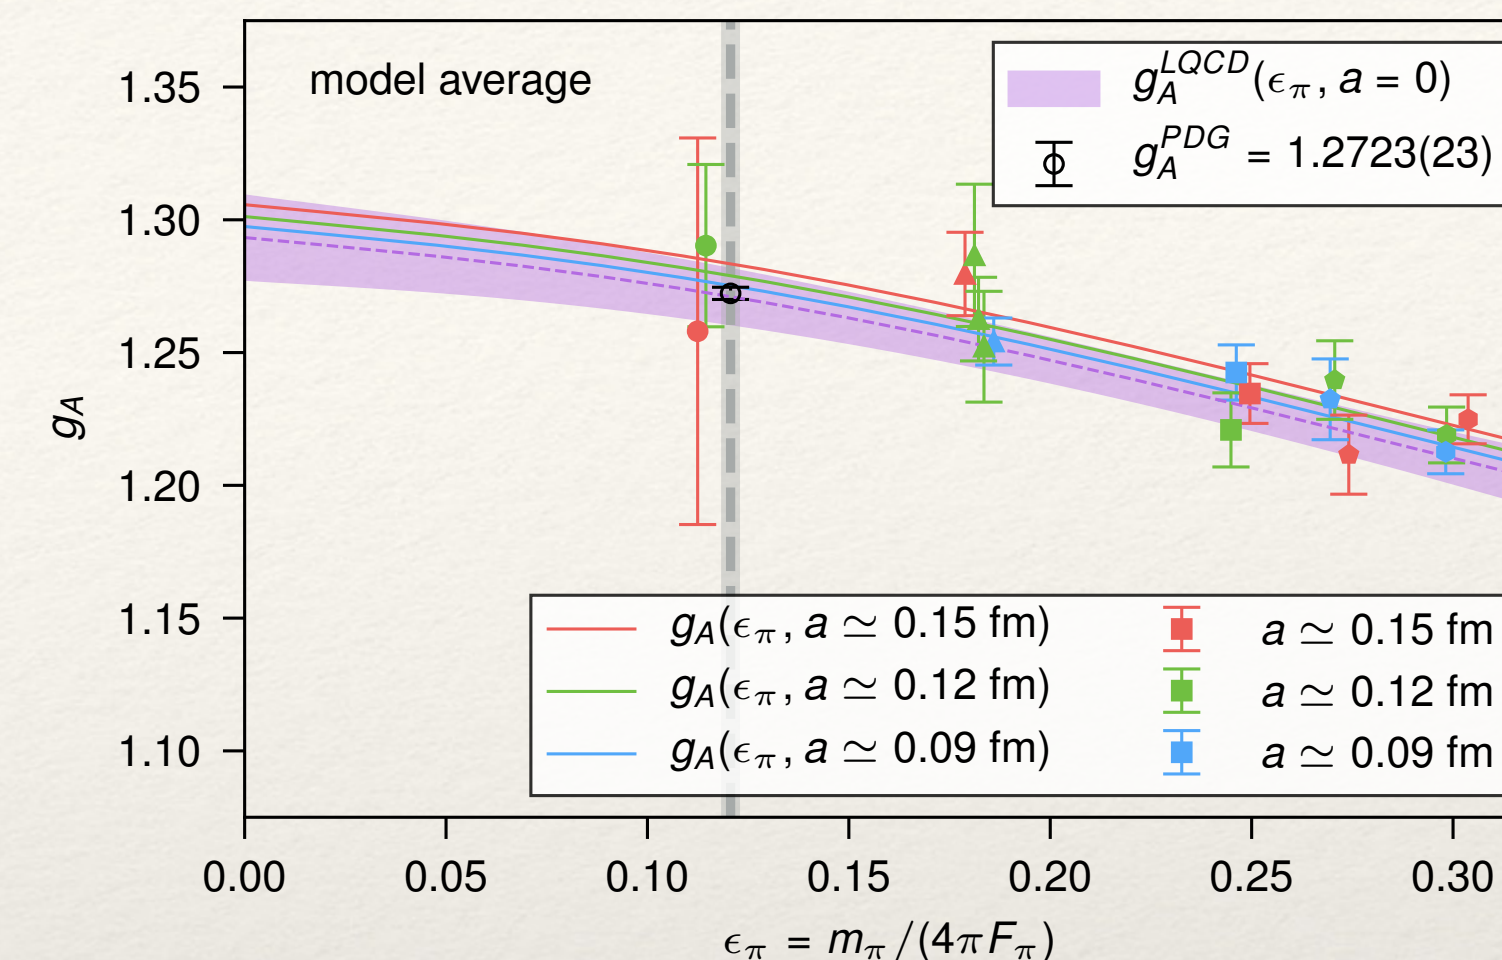 model average
g_A^{LQCD}(ϵ_π, a = 0)
g_A^{PDG} = 1.2723(23)
1.35
1.30
1.25
1.20
1.15
1.10
g_A
g_A(ϵ_π, a ≃ 0.15 fm)
g_A(ϵ_π, a ≃ 0.12 fm)
g_A(ϵ_π, a ≃ 0.09 fm)
a ≃ 0.15 fm
a ≃ 0.12 fm
a ≃ 0.09 fm
0.00 0.05 0.10 0.15 0.20 0.25 0.30
ϵ_π = m_π/(4πF_π)